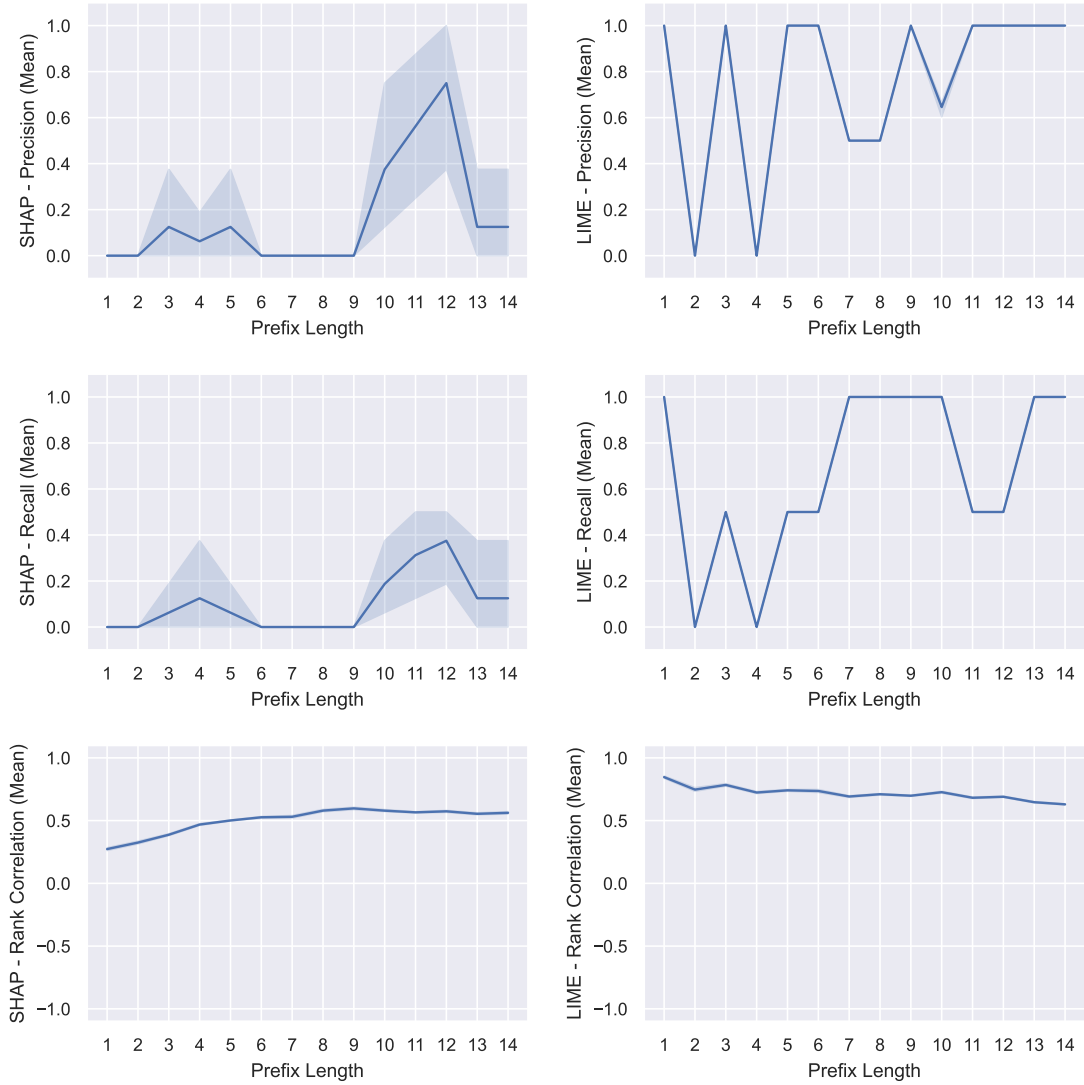 SHAP - Precision (Mean)
1.0
0.8
0.6
0.4
0.2
0.0
1 2 3 4 5 6 7 8 9 10 11 12 13 14
Prefix Length
LIME - Precision (Mean)
1.0
0.8
0.6
0.4
0.2
0.0
1 2 3 4 5 6 7 8 9 10 11 12 13 14
Prefix Length
SHAP - Recall (Mean)
1.0
0.8
0.6
0.4
0.2
0.0
1 2 3 4 5 6 7 8 9 10 11 12 13 14
Prefix Length
LIME - Recall (Mean)
1.0
0.8
0.6
0.4
0.2
0.0
1 2 3 4 5 6 7 8 9 10 11 12 13 14
Prefix Length
SHAP - Rank Correlation (Mean)
1.0
0.5
0.0
−0.5
−1.0
1 2 3 4 5 6 7 8 9 10 11 12 13 14
Prefix Length
LIME - Rank Correlation (Mean)
1.0
0.5
0.0
−0.5
−1.0
1 2 3 4 5 6 7 8 9 10 11 12 13 14
Prefix Length